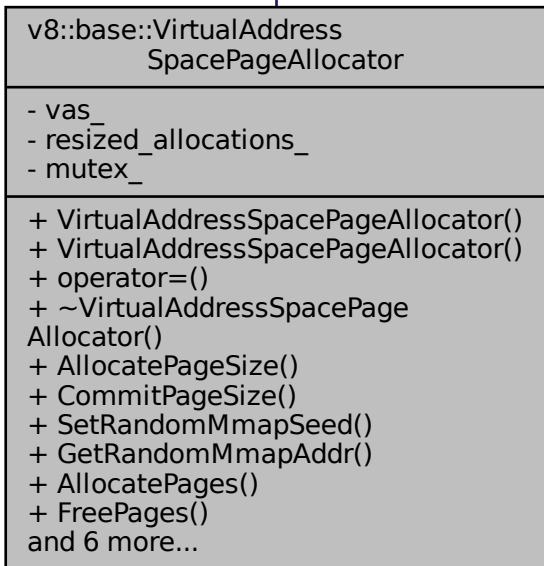 v8::base::VirtualAddress
SpacePageAllocator
- vas_
- resized_allocations_
- mutex_
+ VirtualAddressSpacePageAllocator()
+ VirtualAddressSpacePageAllocator()
+ operator=()
+ ~VirtualAddressSpacePage
Allocator()
+ AllocatePageSize()
+ CommitPageSize()
+ SetRandomMmapSeed()
+ GetRandomMmapAddr()
+ AllocatePages()
+ FreePages()
and 6 more...